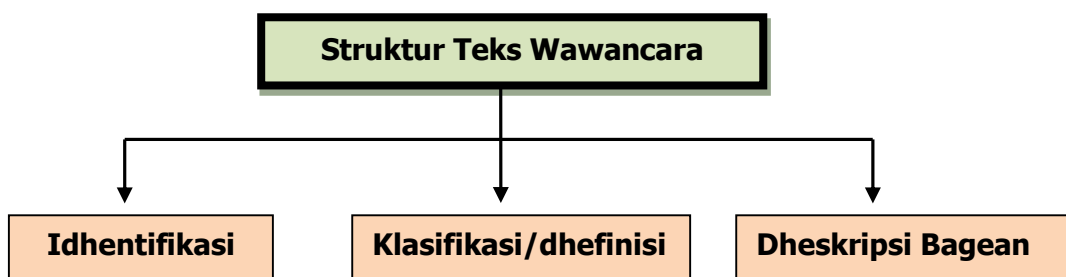 Struktur Teks Wawancara
Idhentifikasi
Klasifikasi/dhefinisi
Dheskripsi Bagean